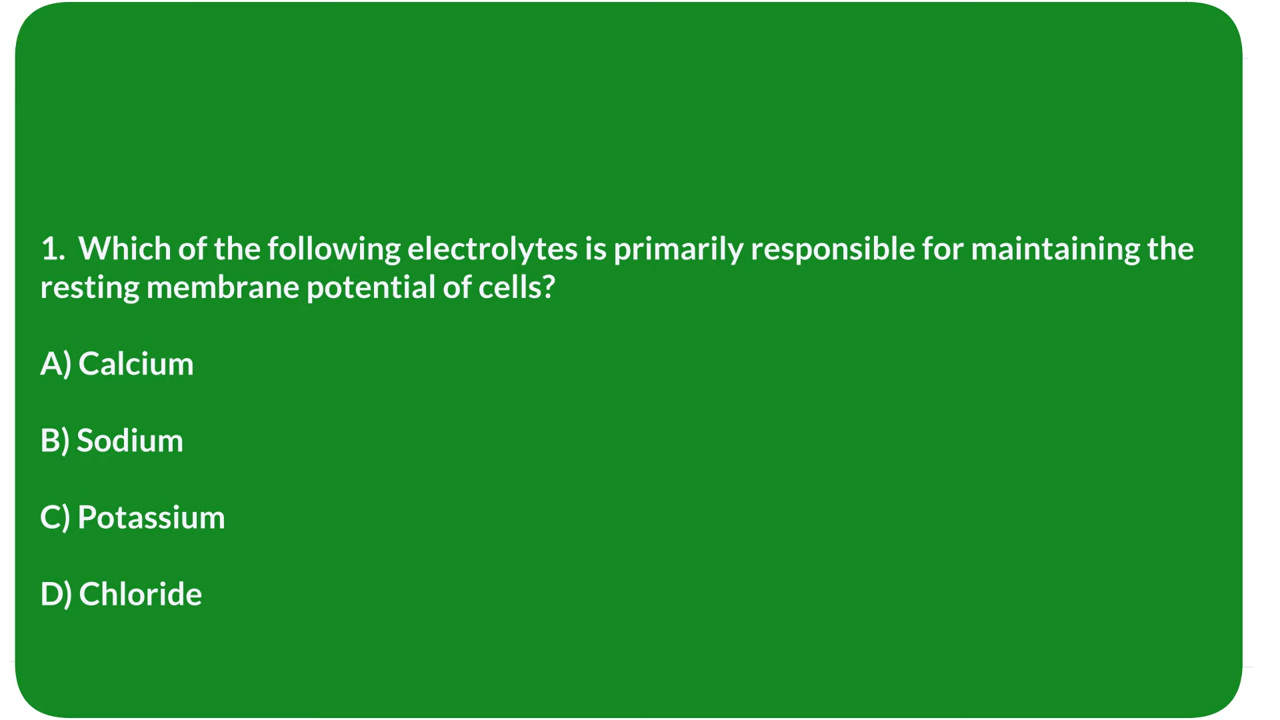 1.  Which of the following electrolytes is primarily responsible for maintaining the
resting membrane potential of cells?
A) Calcium
B) Sodium
C) Potassium
D) Chloride